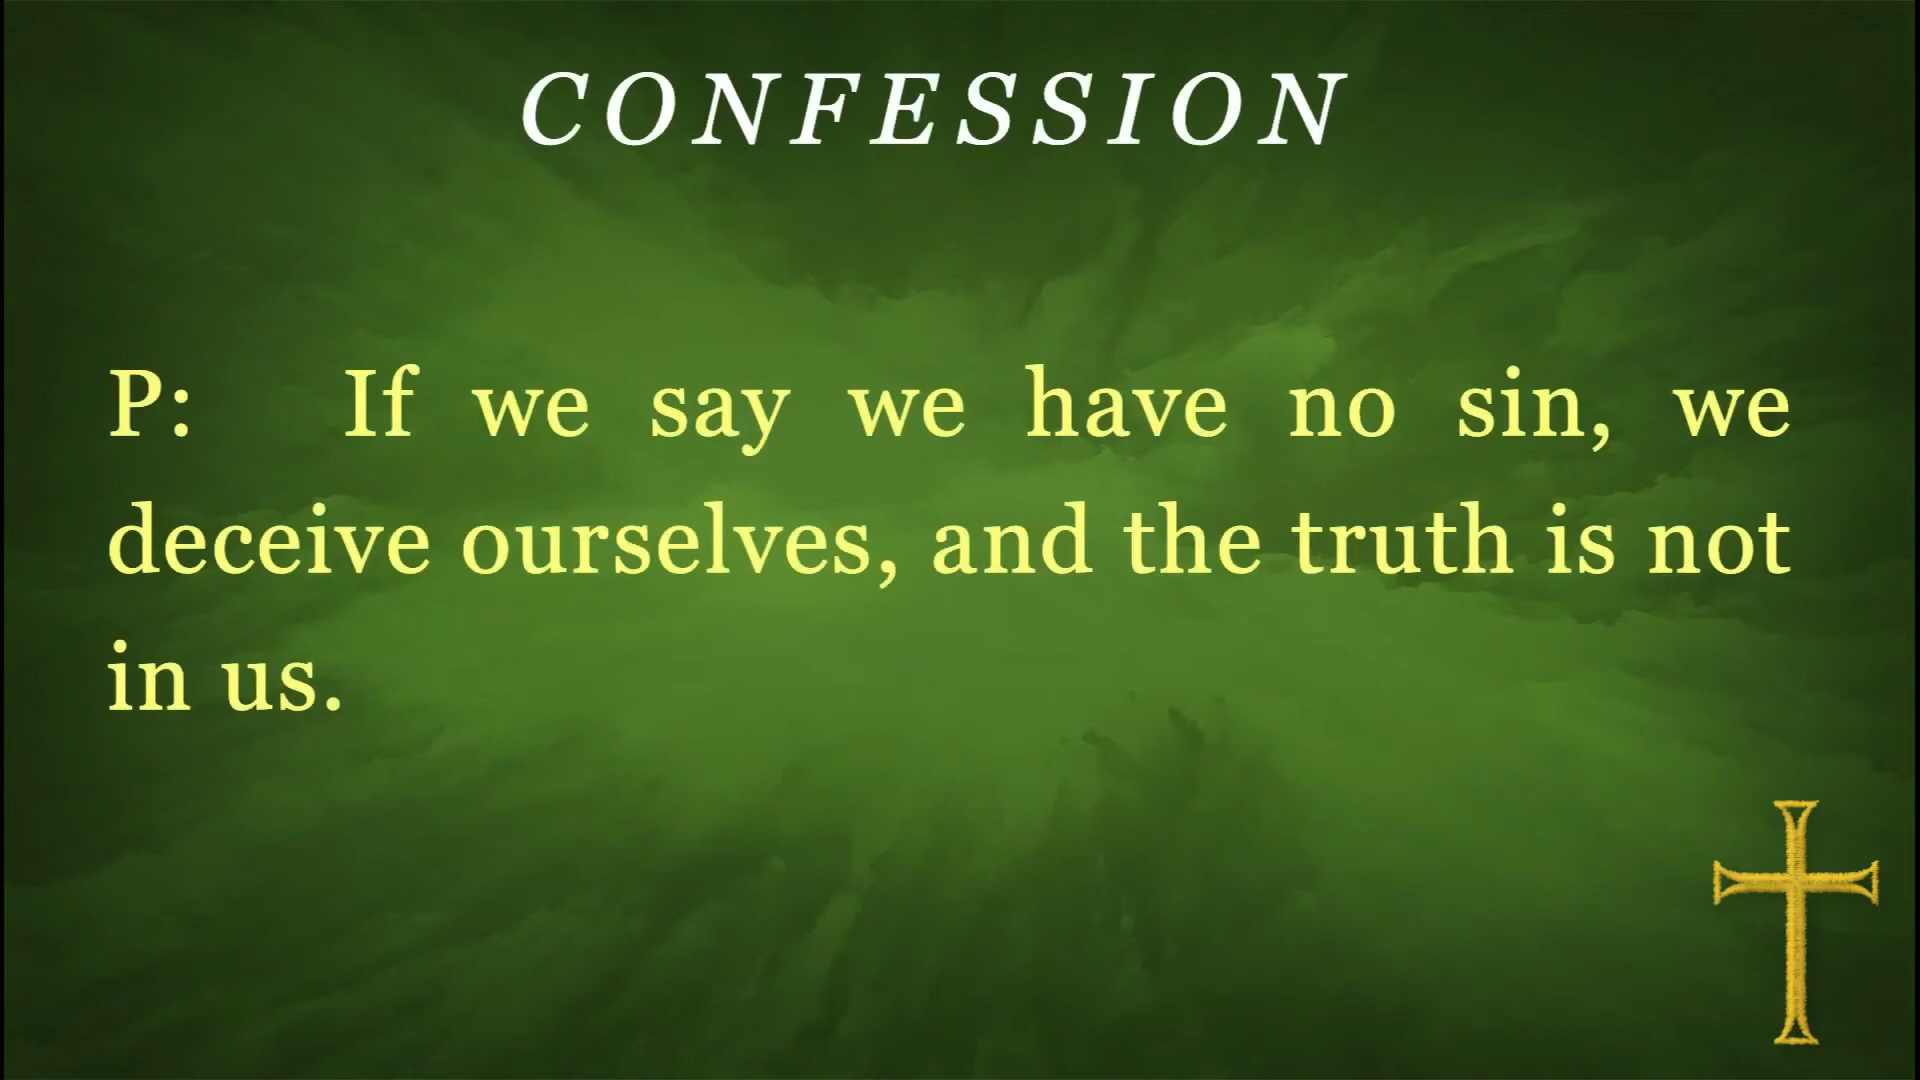 CONFESSION
P: If we say we have no sin, we
deceive ourselves, and the truth is not
in us.